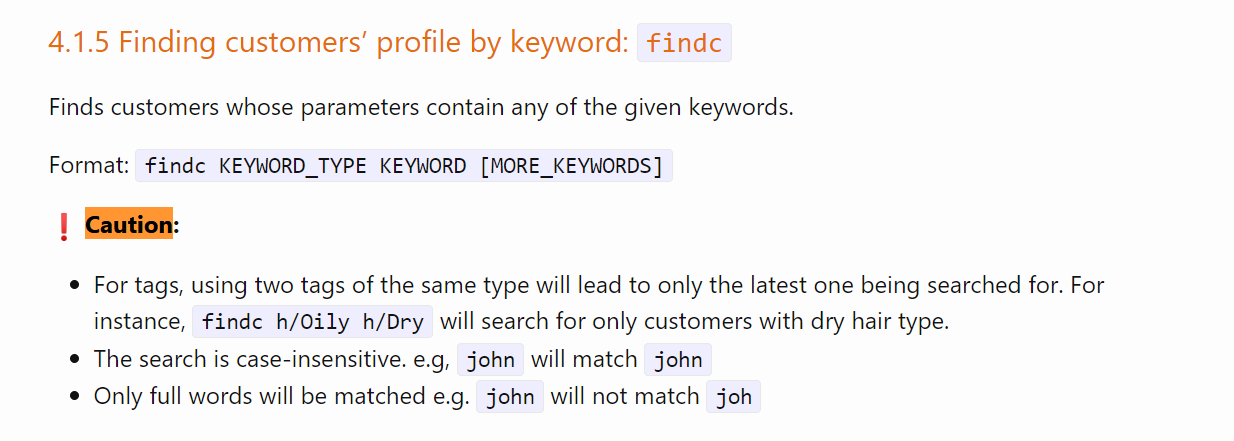 4.1.5 Finding customers’ profile by keyword: findc
Finds customers whose parameters contain any of the given keywords.
Format: findc KEYWORD_TYPE KEYWORD [MORE_KEYWORDS]
❗ Caution:
• For tags, using two tags of the same type will lead to only the latest one being searched for. For
instance, findc h/Oily h/Dry will search for only customers with dry hair type.
• The search is case-insensitive. e.g, john will match john
• Only full words will be matched e.g. john will not match joh